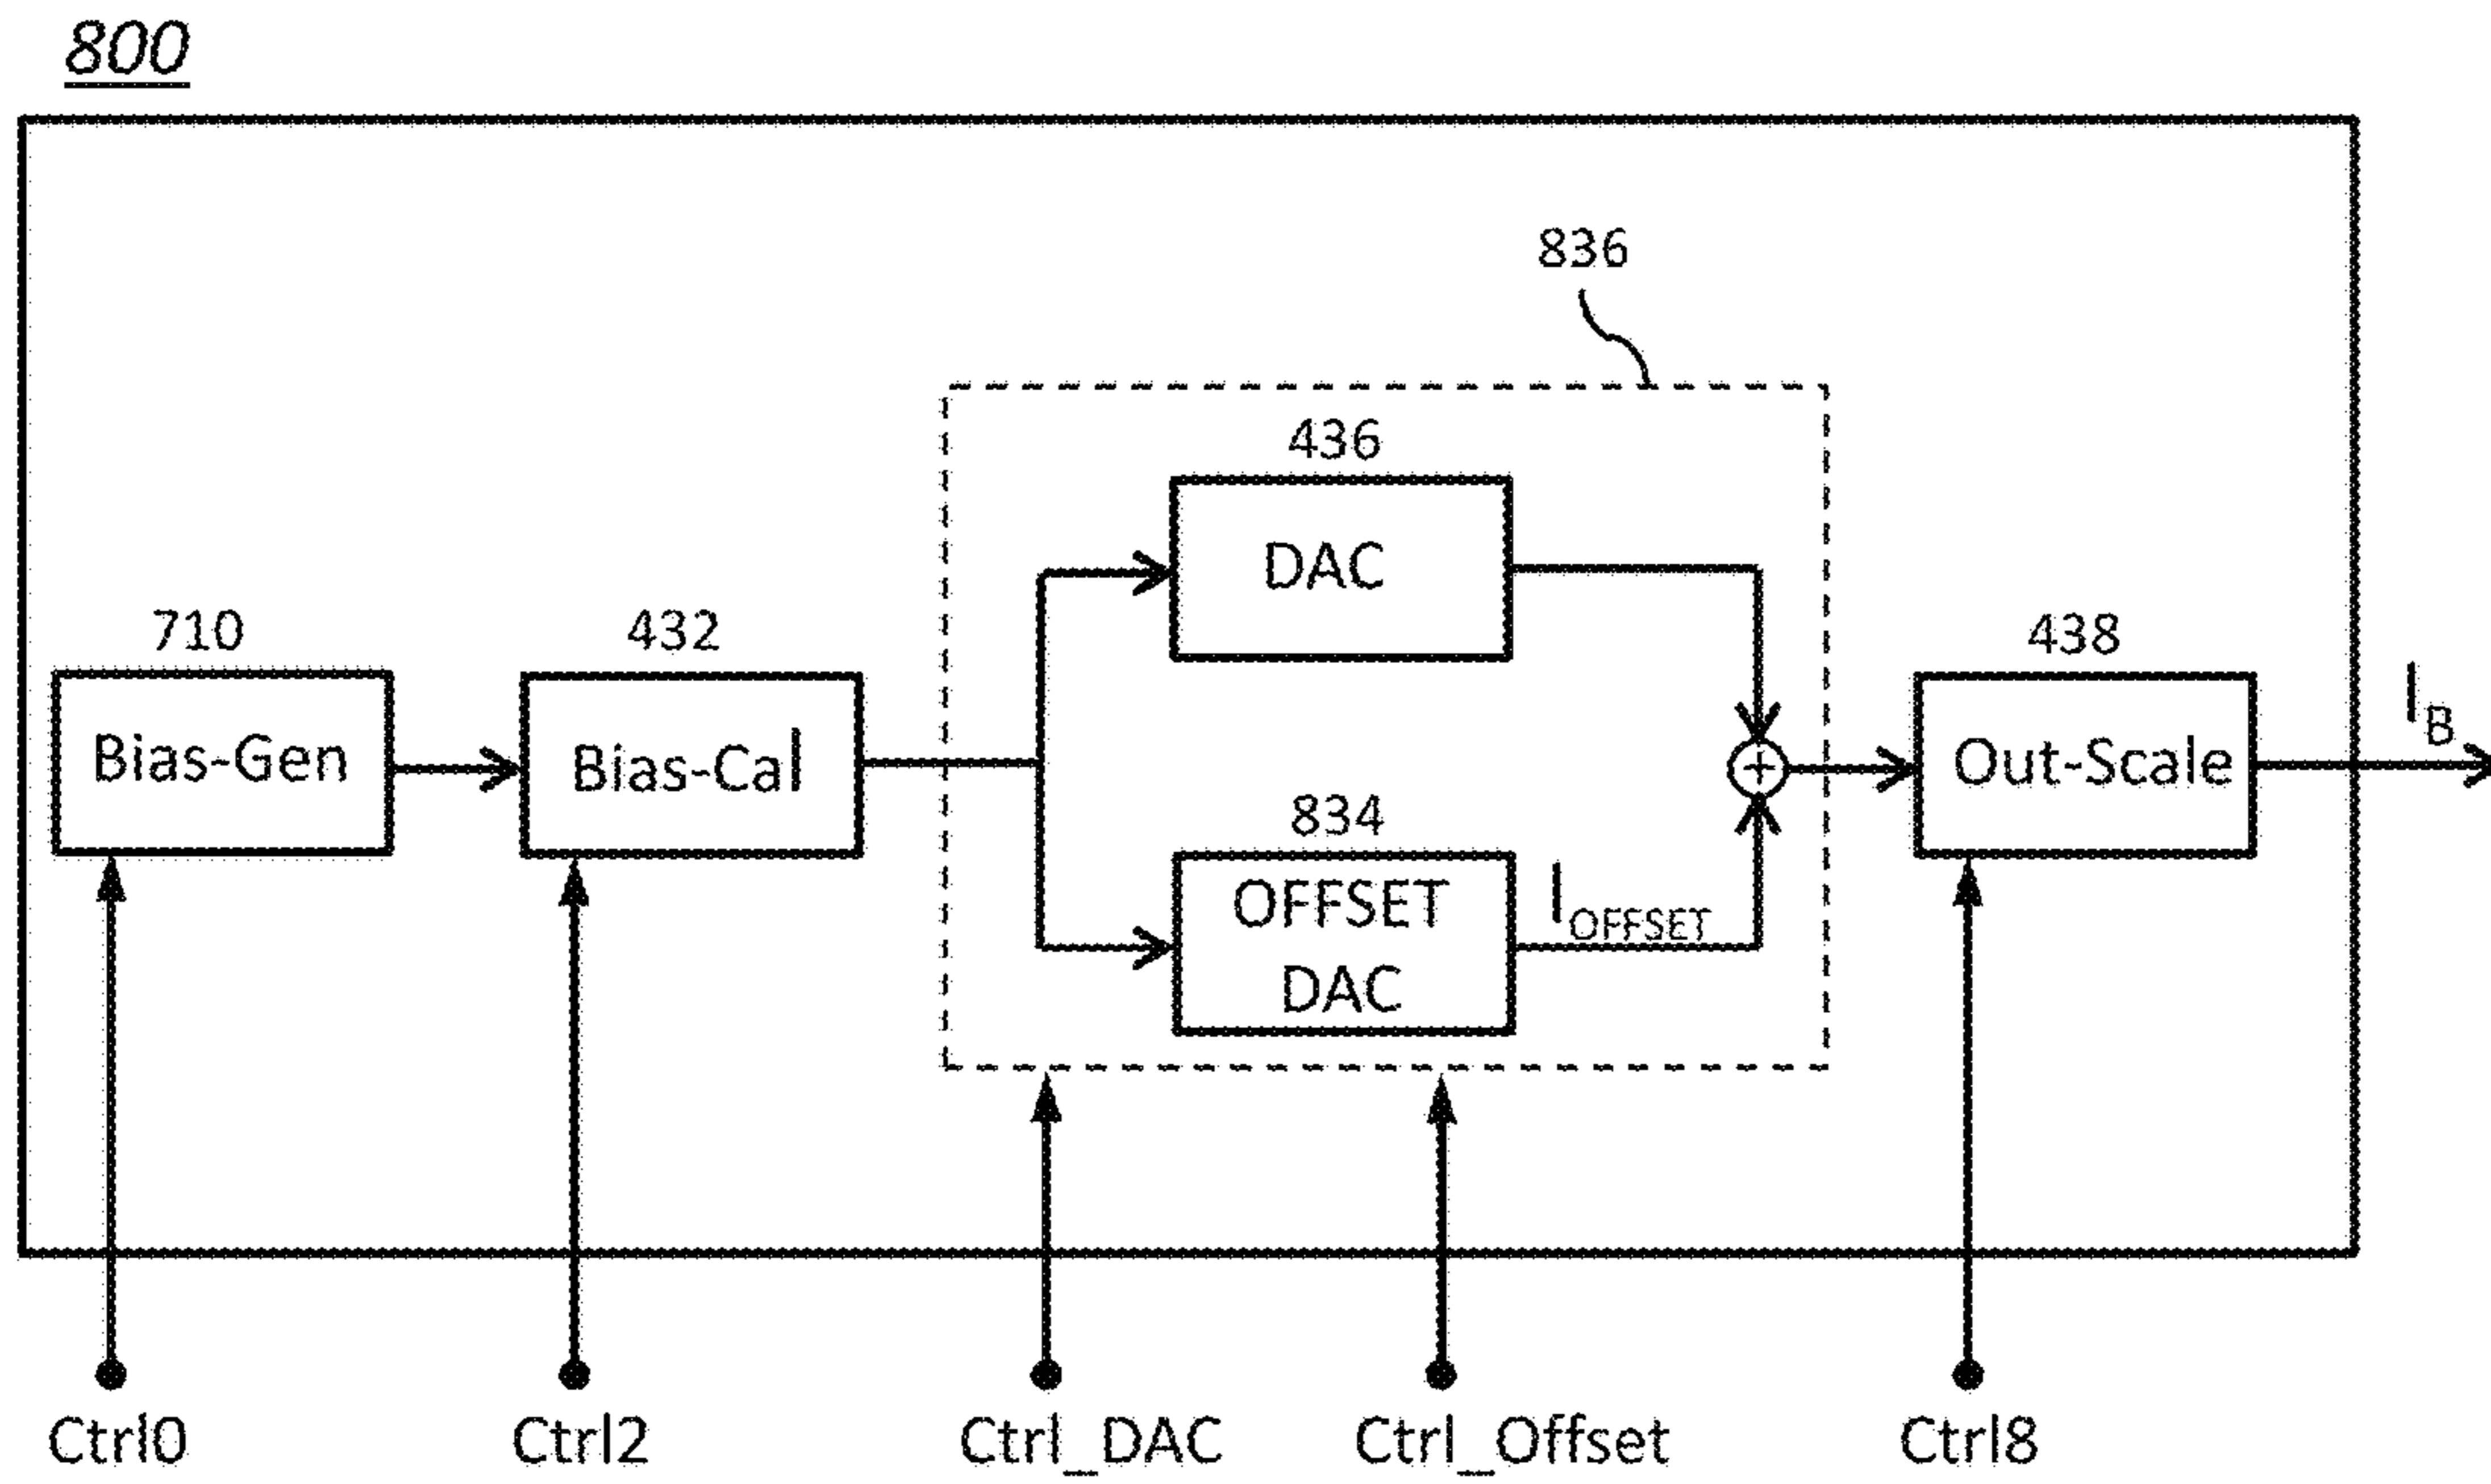 800
836
436
DAC
710
432
438
Bias-Gen
Bias-Cal
Out-Scale
I_B
+
834
OFFSET
DAC
I_OFFSET
Ctrl0
Ctrl2
Ctrl_DAC
Ctrl_Offset
Ctrl8